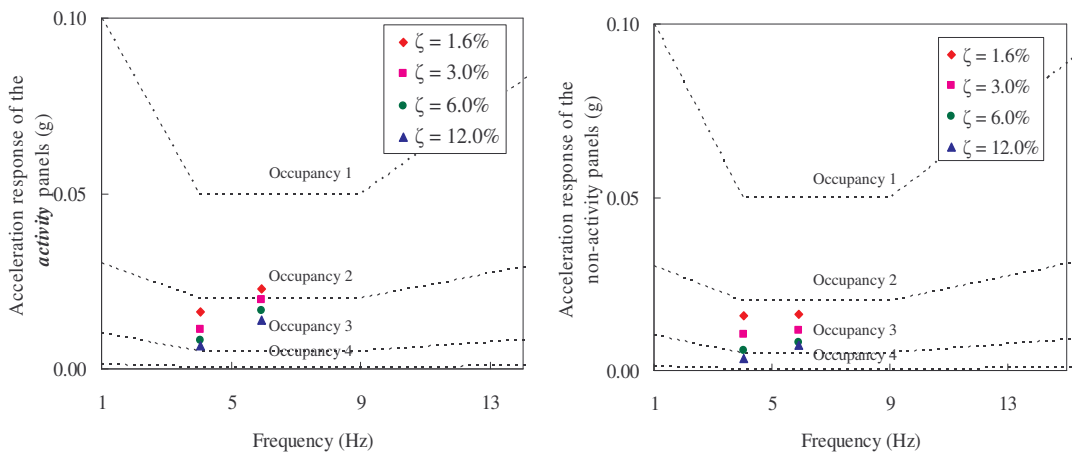 Acceleration response of the
activity panels (g)
0.10
0.05
0.00
ζ = 1.6%
ζ = 3.0%
ζ = 6.0%
ζ = 12.0%
Occupancy 1
Occupancy 2
Occupancy 3
Occupancy 4
1 5 9 13
Frequency (Hz)
Acceleration response of the
non-activity panels (g)
0.10
0.05
0.00
ζ = 1.6%
ζ = 3.0%
ζ = 6.0%
ζ = 12.0%
Occupancy 1
Occupancy 2
Occupancy 3
Occupancy 4
1 5 9 13
Frequency (Hz)